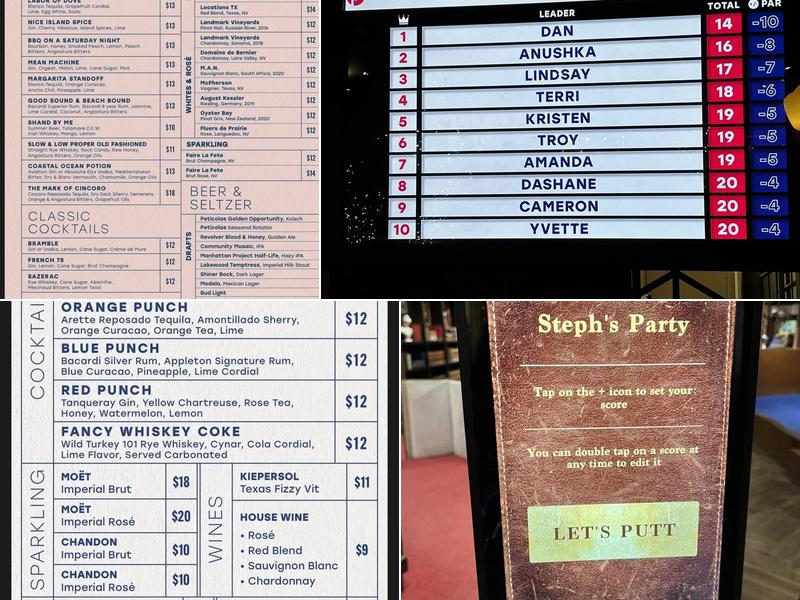 LABOR OF LOVE
Blanco Tequila, Grapefruit Cordial,
Lime, Egg White, Soda
$13
NICE ISLAND SPICE
Gin, Cherry, Hibiscus, Island Spices, Lime
$13
BBQ ON A SATURDAY NIGHT
Bourbon, Honey, Smoked Peach, Lemon, Peach
Bitters, Angostura Bitters
$13
MEAN MACHINE
Gin, Orgeat, Midori, Lime, Cane Sugar, Mint
$13
MARGARITA STANDOFF
Blanco Tequila, Orange Curacao,
Ancho Chili, Pineapple, Lime
$13
GOOD SOUND & BEACH BOUND
Bacardi Superior Rum, Bacardi 8 year Rum, Jasmine,
Lime Cordial, Coconut, Angostura Bitters
$13
SHAND BY ME
Summer Beer, Tullamore D.E.W.
Irish Whiskey, Mango, Lemon
$10
SLOW & LOW PROPER OLD FASHIONED
Straight Rye Whiskey, Rock Candy, Raw Honey,
Angostura Bitters, Orange Oils
$11
COASTAL OCEAN POTION
Aviation Gin or Absolute Elyx Vodka, Mediterranean
Bitter, Dry & Blanc Vermouth, Chamomile, Orange Oils
$13
THE MARK OF CINCORO
Cincoro Reposado Tequila, Dry Sack Sherry, Demerara,
Orange & Angostura Bitters, Grapefruit Oils
$18
CLASSIC
COCKTAILS
BRAMBLE
Gin or Vodka, Lemon, Cane Sugar, Crème de Mure
$12
FRENCH 75
Gin, Lemon, Cane Sugar, Brut Champagne
$12
SAZERAC
Rye Whiskey, Cane Sugar, Absinthe,
Peychaud Bitters, Lemon Twist
$12
Locations TX
Red Blend, Texas, NV
$14
WHITES & ROSÉ
Landmark Vineyards
Pinot Noir, Russian River, 2016
Landmark Vineyards
Chardonnay, Sonoma, 2018
$12
Domaine de Bernier
Chardonnay, Loire Valley, NV
$12
M.A.N.
Sauvignon Blanc, South Africa, 2020
$12
McPherson
Viognier, Texas, NV
$12
August Kessler
Riesling, Germany, 2019
$12
Oyster Bay
Pinot Gris, New Zealand, 2020
$12
Fluers de Prairie
Rose, Languedoc, NV
$12
SPARKLING
Faire La Fete
Brut Champagne, NV
$12
Faire La Fete
Brut Rose, NV
$14
BEER &
SELTZER
DRAFTS
Peticolas Golden Opportunity, Kolsch
Peticolas Seasonal Rotator
Revolver Blood & Honey, Golden Ale
Community Mosaic, IPA
Manhattan Project Half-Life, Hazy IPA
Lakewood Temptress, Imperial Milk Stout
Shiner Bock, Dark Lager
Modelo, Mexican Lager
Bud Light
LEADER TOTAL PAR
1 DAN 14 -10
2 ANUSHKA 16 -8
3 LINDSAY 17 -7
4 TERRI 18 -6
5 KRISTEN 19 -5
6 TROY 19 -5
7 AMANDA 19 -5
8 DASHANE 20 -4
9 CAMERON 20 -4
10 YVETTE 20 -4
COCKTAI
ORANGE PUNCH
Arette Reposado Tequila, Amontillado Sherry,
Orange Curacao, Orange Tea, Lime
$12
BLUE PUNCH
Bacardi Silver Rum, Appleton Signature Rum,
Blue Curacao, Pineapple, Lime Cordial
$12
RED PUNCH
Tanqueray Gin, Yellow Chartreuse, Rose Tea,
Honey, Watermelon, Lemon
$12
FANCY WHISKEY COKE
Wild Turkey 101 Rye Whiskey, Cynar, Cola Cordial,
Lime Flavor, Served Carbonated
$12
SPARKLING
MOËT
Imperial Brut
$18
MOËT
Imperial Rosé
$20
CHANDON
Imperial Brut
$10
CHANDON
Imperial Rosé
$10
WINES
KIEPERSOL
Texas Fizzy Vit
$11
HOUSE WINE
• Rosé
• Red Blend
• Sauvignon Blanc
• Chardonnay
$9
Steph's Party
Tap on the + icon to set your
score
You can double tap on a score at
any time to edit it
LET'S PUTT